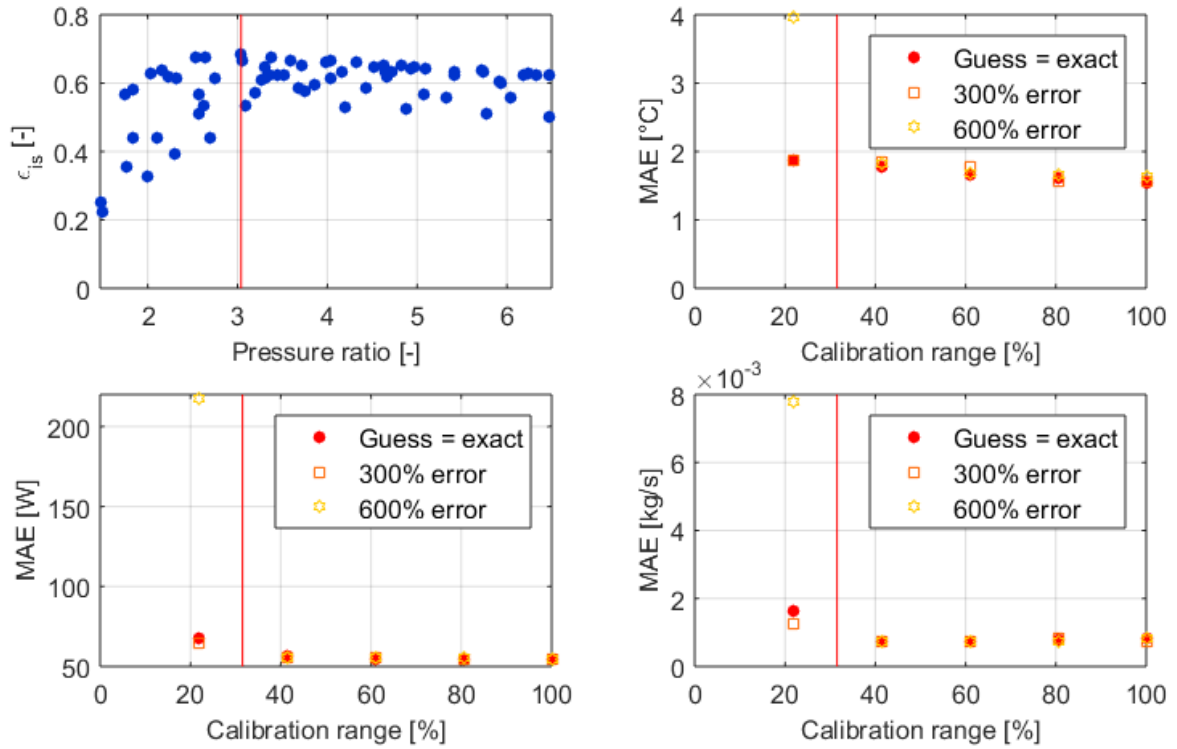 0.8
0.6
0.4
0.2
0
ϵis [-]
2
3
4
5
6
Pressure ratio [-]
4
3
2
1
0
MAE [°C]
Guess = exact
300% error
600% error
0
20
40
60
80
100
Calibration range [%]
200
150
100
50
MAE [W]
Guess = exact
300% error
600% error
0
20
40
60
80
100
Calibration range [%]
×10-3
8
6
4
2
0
MAE [kg/s]
Guess = exact
300% error
600% error
0
20
40
60
80
100
Calibration range [%]